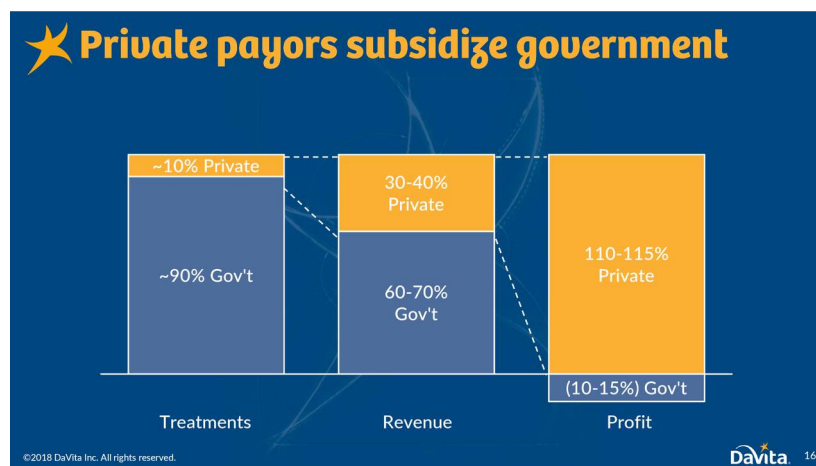 Private payors subsidize government
~10% Private
~90% Gov't
30-40%
Private
60-70%
Gov't
110-115%
Private
(10-15%) Gov't
Treatments
Revenue
Profit
©2018 DaVita Inc. All rights reserved.
DaVita.
16